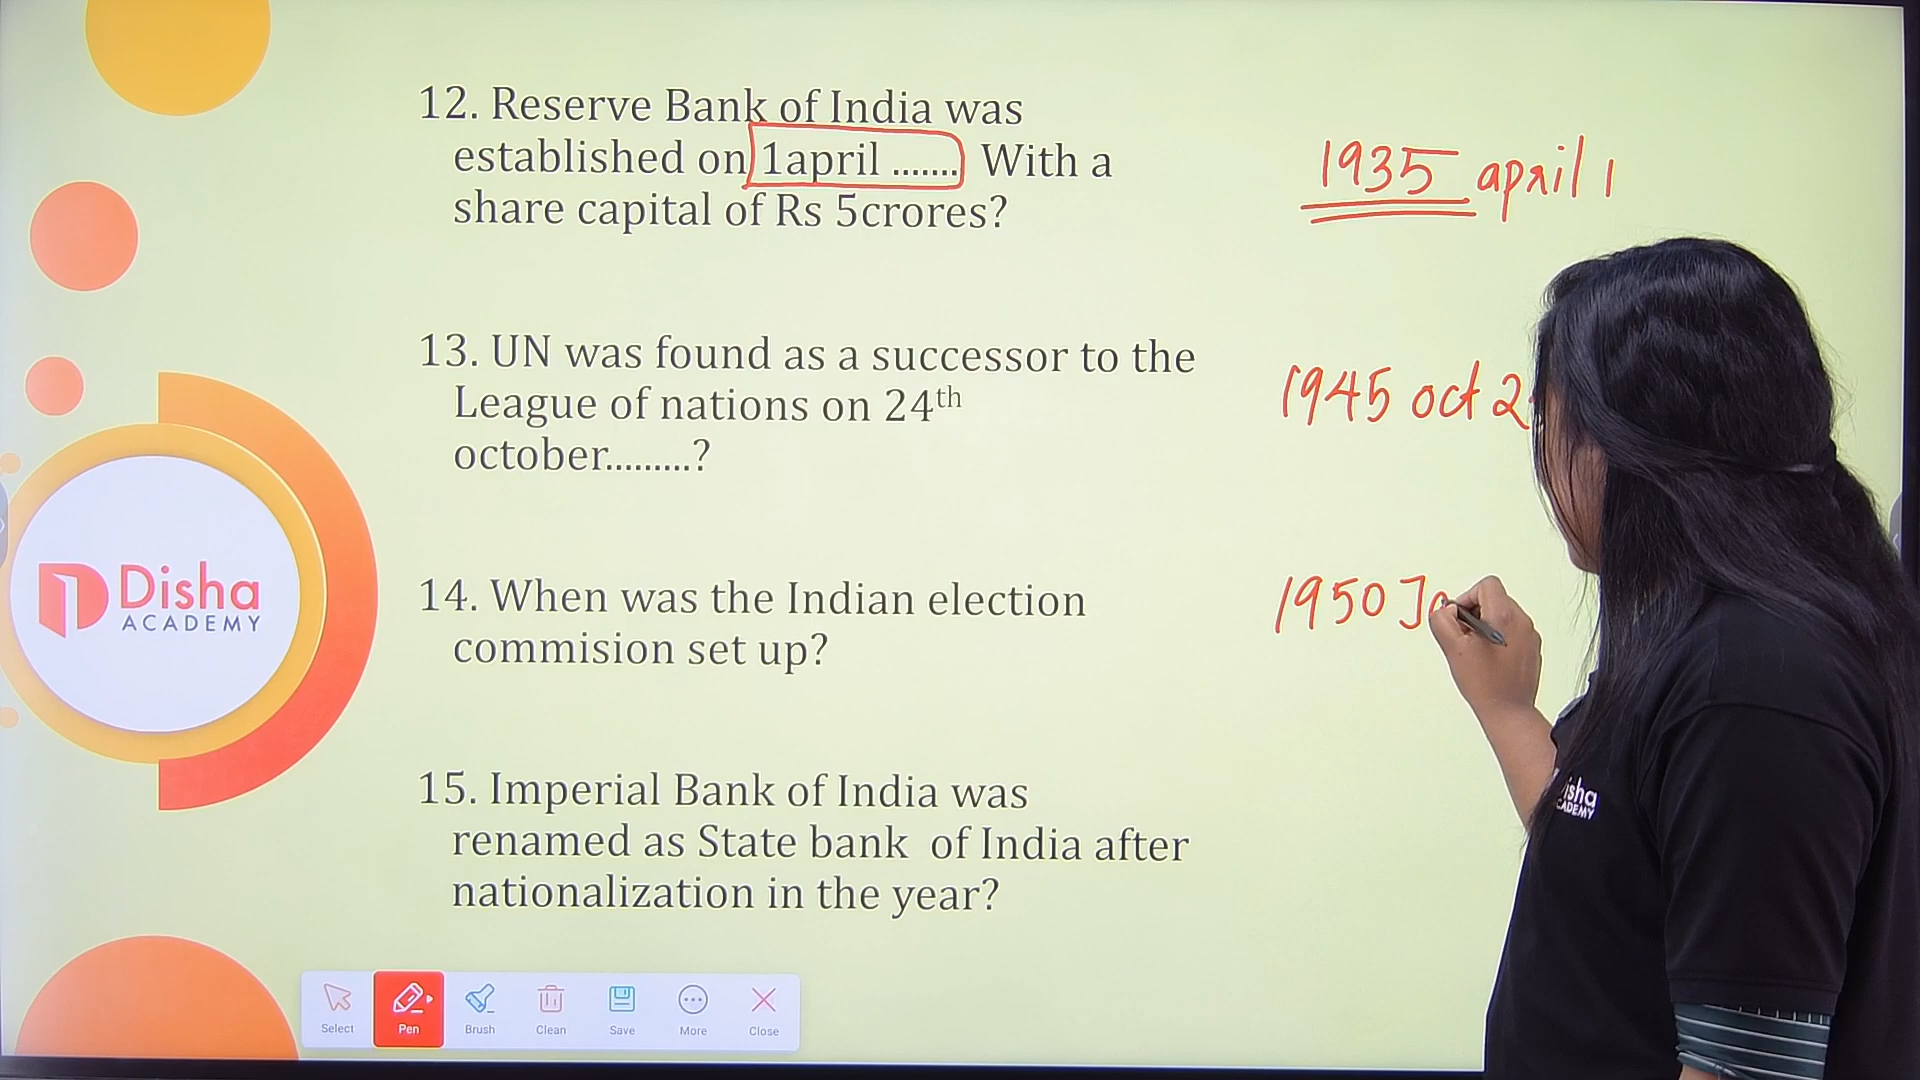 12. Reserve Bank of India was
established on 1april ....... With a
share capital of Rs 5crores?
1935 april 1
13. UN was found as a successor to the
League of nations on 24th
october.........?
1945 oct 2
14. When was the Indian election
commision set up?
1950 Ja
15. Imperial Bank of India was
renamed as State bank of India after
nationalization in the year?
Disha
ACADEMY
isha
ACADEMY
Select
Pen
Brush
Clean
Save
More
Close